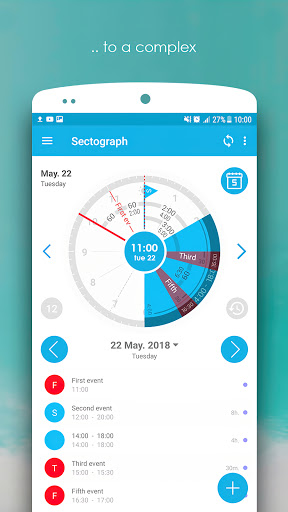 .. to a complex
27% 10:00
Sectograph
May. 22
Tuesday
5
First ev
60
60
2:00
4:00
11:00
tue 22
Third
Fifth
12
22 May. 2018
Tuesday
F First event
11:00
S Second event
12:00 - 20:00 8h.
S 14:00 - 18:00
14:00 - 18:00 4h.
T Third event
15:00 - 15:30 30m
F Fifth event
16:30 - 17:00